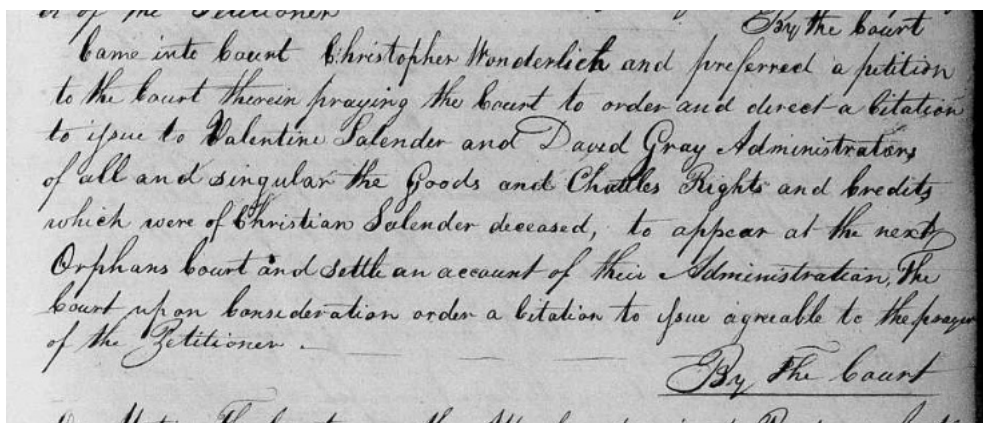 er of the Petitioner
By the Court
Came into Court Christopher Wonderlich and preferred a petition
to the Court therein praying the Court to order and direct a Citation
to issue to Valentine Salender and David Gray Administrators
of all and singular the Goods and Chattles Rights and Credits
which were of Christian Salender deceased, to appear at the next
Orphans Court and settle an account of their Administration, The
Court upon Consideration order a Citation to issue agreeable to the prayer
of the Petitioner.
By The Court